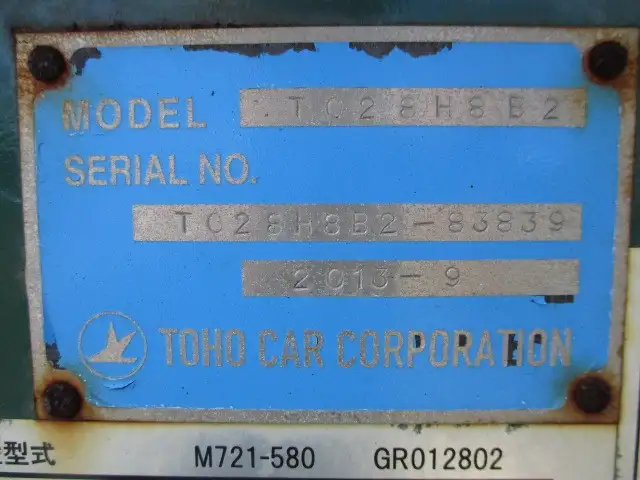 MODEL TC28H8B2
SERIAL NO.
TC28H8B2-83839
2013-9
TOHO CAR CORPORATION
型式 M721-580 GR012802